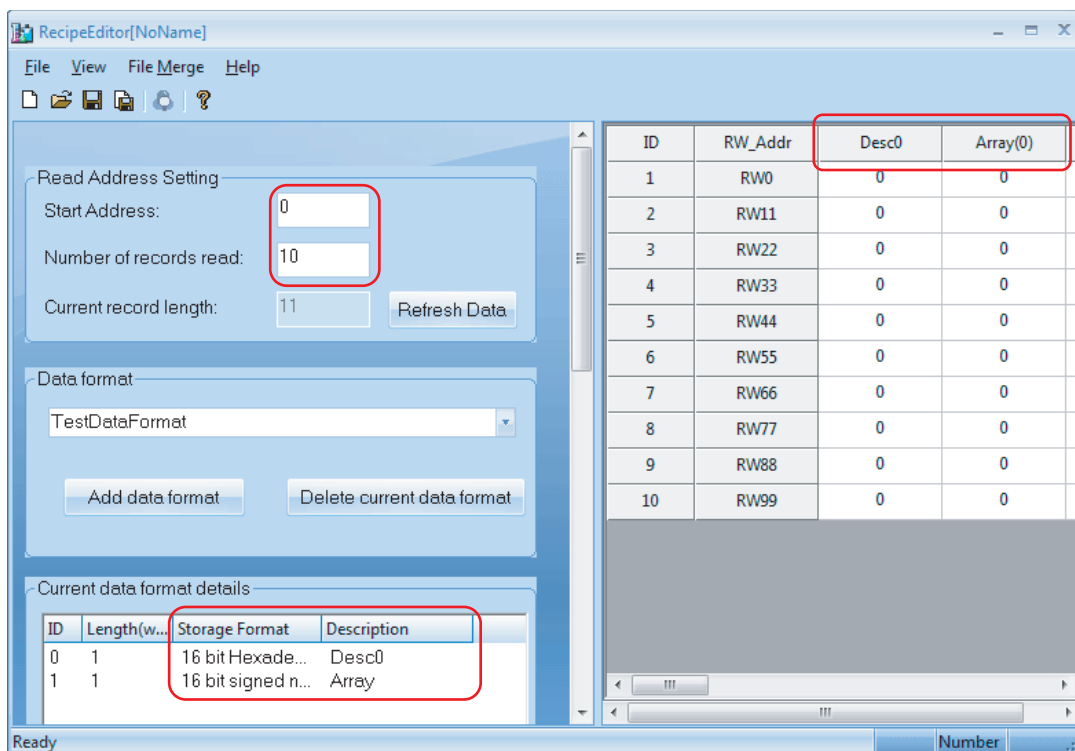 RecipeEditor[NoName]
File View File Merge Help
Read Address Setting
Start Address: 0
Number of records read: 10
Current record length: 11 Refresh Data
Data format
TestDataFormat
Add data format Delete current data format
Current data format details
ID Length(w... Storage Format Description
0 1 16 bit Hexade... Desc0
1 1 16 bit signed n... Array
ID RW_Addr Desc0 Array(0)
1 RW0 0 0
2 RW11 0 0
3 RW22 0 0
4 RW33 0 0
5 RW44 0 0
6 RW55 0 0
7 RW66 0 0
8 RW77 0 0
9 RW88 0 0
10 RW99 0 0
Ready Number